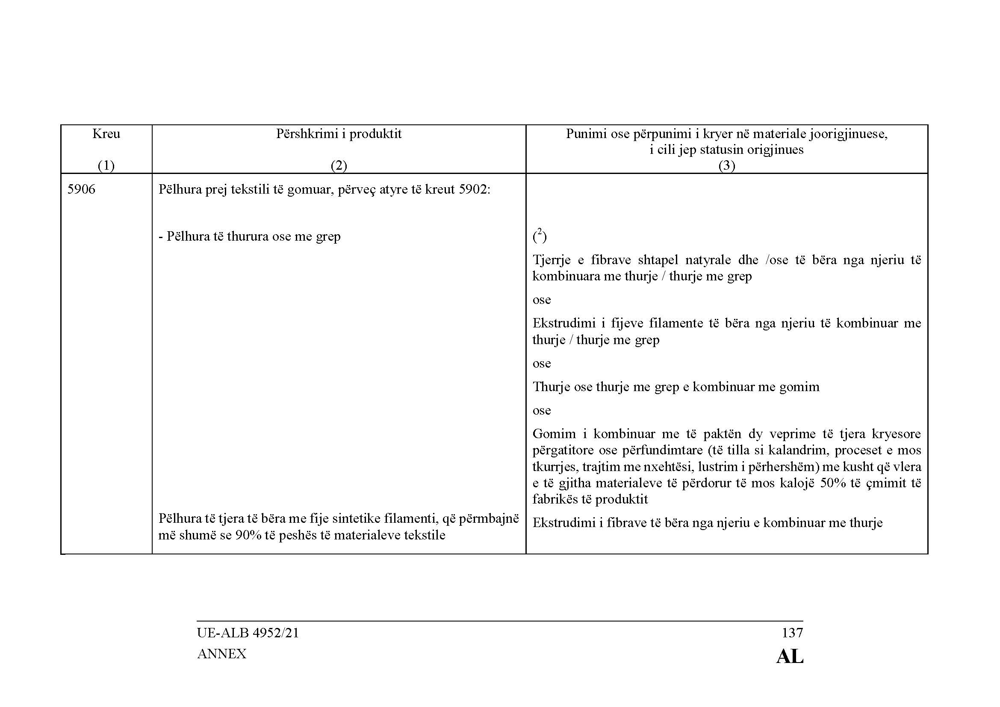 Kreu
(1)
Përshkrimi i produktit
(2)
Punimi ose përpunimi i kryer në materiale joorigjinuese,
i cili jep statusin origjinues
(3)
5906
Pëlhura prej tekstili të gomuar, përveç atyre të kreut 5902:
- Pëlhura të thurura ose me grep
(2)
Tjerrje e fibrave shtapel natyrale dhe /ose të bëra nga njeriu të
kombinuara me thurje / thurje me grep
ose
Ekstrudimi i fijeve filamente të bëra nga njeriu të kombinuar me
thurje / thurje me grep
ose
Thurje ose thurje me grep e kombinuar me gomim
ose
Gomim i kombinuar me të paktën dy veprime të tjera kryesore
përgatitore ose përfundimtare (të tilla si kalandrim, proceset e mos
tkurrjes, trajtim me nxehtësi, lustrim i përhershëm) me kusht që vlera
e të gjitha materialeve të përdorur të mos kalojë 50% të çmimit të
fabrikës të produktit
Pëlhura të tjera të bëra me fije sintetike filamenti, që përmbajnë
më shumë se 90% të peshës të materialeve tekstile
Ekstrudimi i fibrave të bëra nga njeriu e kombinuar me thurje
UE-ALB 4952/21
137
ANNEX
AL